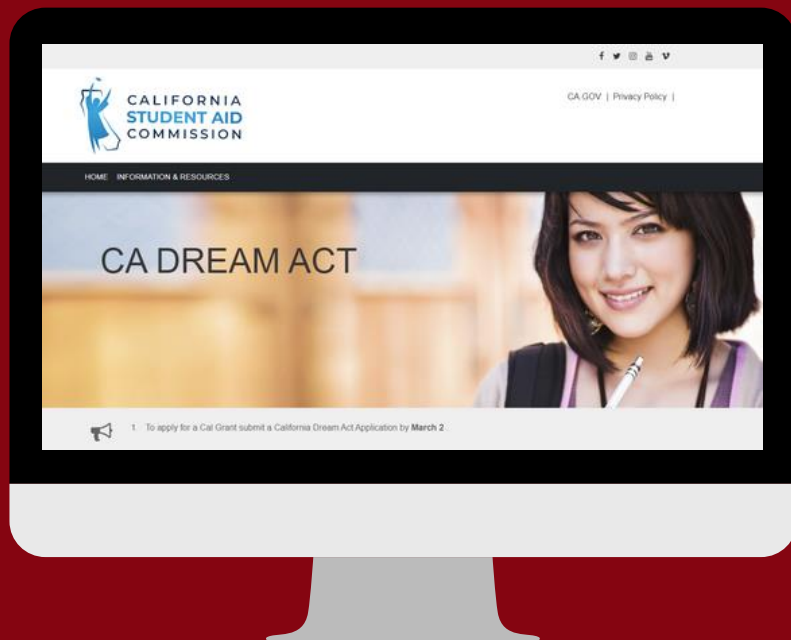 CALIFORNIA
STUDENT AID
COMMISSION
CA.GOV | Privacy Policy |
HOME INFORMATION & RESOURCES
CA DREAM ACT
1. To apply for a Cal Grant submit a California Dream Act Application by March 2 .